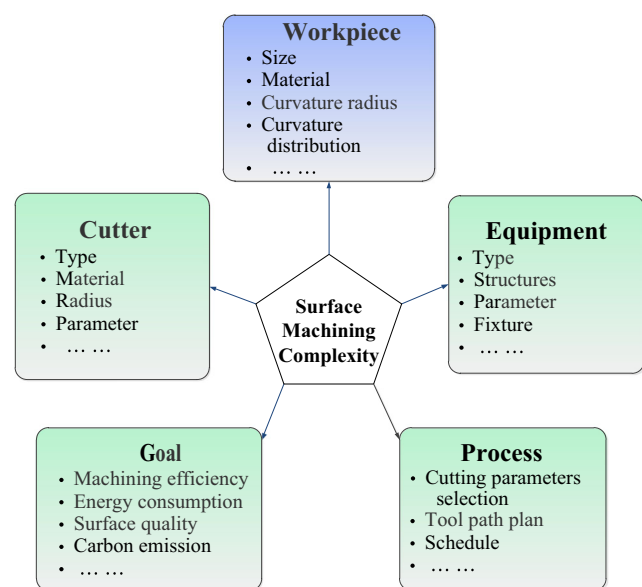 Workpiece
• Size
• Material
• Curvature radius
• Curvature
distribution
• … …
Cutter
• Type
• Material
• Radius
• Parameter
• … …
Equipment
• Type
• Structures
• Parameter
• Fixture
• … …
Surface
Machining
Complexity
Goal
• Machining efficiency
• Energy consumption
• Surface quality
• Carbon emission
• … …
Process
• Cutting parameters
selection
• Tool path plan
• Schedule
• … …